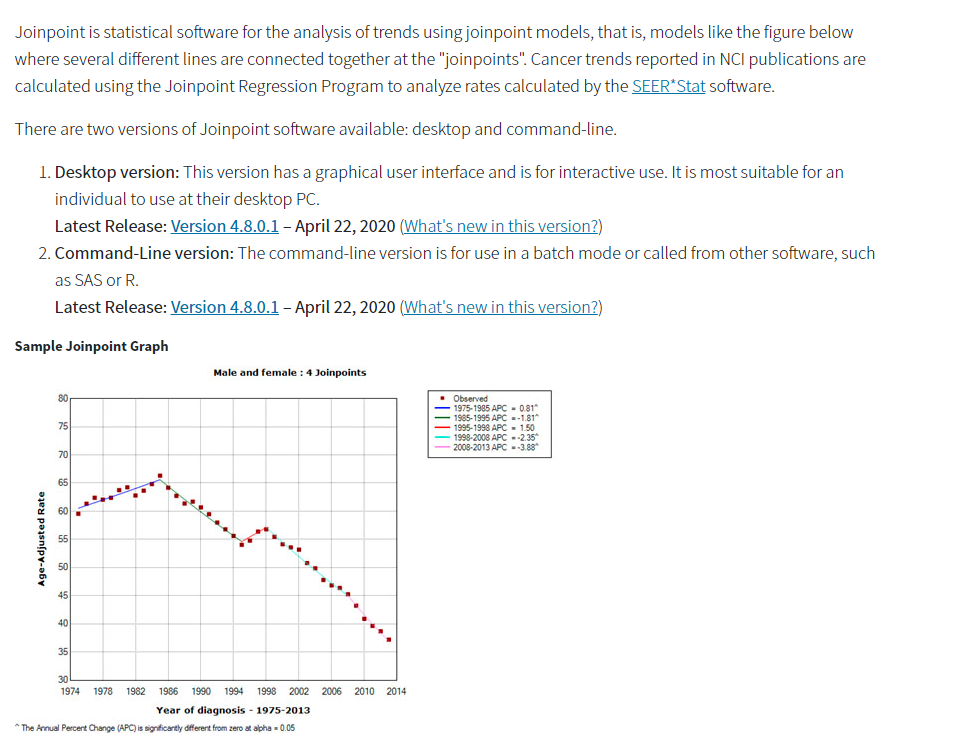 Joinpoint is statistical software for the analysis of trends using joinpoint models, that is, models like the figure below
where several different lines are connected together at the "joinpoints". Cancer trends reported in NCI publications are
calculated using the Joinpoint Regression Program to analyze rates calculated by the SEER*Stat software.
There are two versions of Joinpoint software available: desktop and command-line.
1. Desktop version: This version has a graphical user interface and is for interactive use. It is most suitable for an
individual to use at their desktop PC.
Latest Release: Version 4.8.0.1 – April 22, 2020 (What's new in this version?)
2. Command-Line version: The command-line version is for use in a batch mode or called from other software, such
as SAS or R.
Latest Release: Version 4.8.0.1 – April 22, 2020 (What's new in this version?)
Sample Joinpoint Graph
Male and female : 4 Joinpoints
Observed
1975-1985 APC = 0.81^
1985-1995 APC = -1.81^
1995-1998 APC = 1.50
1998-2008 APC = -2.35^
2008-2013 APC = -3.88^
Age-Adjusted Rate
80
75
70
65
60
55
50
45
40
35
30
1974 1978 1982 1986 1990 1994 1998 2002 2006 2010 2014
Year of diagnosis - 1975-2013
^ The Annual Percent Change (APC) is significantly different from zero at alpha = 0.05